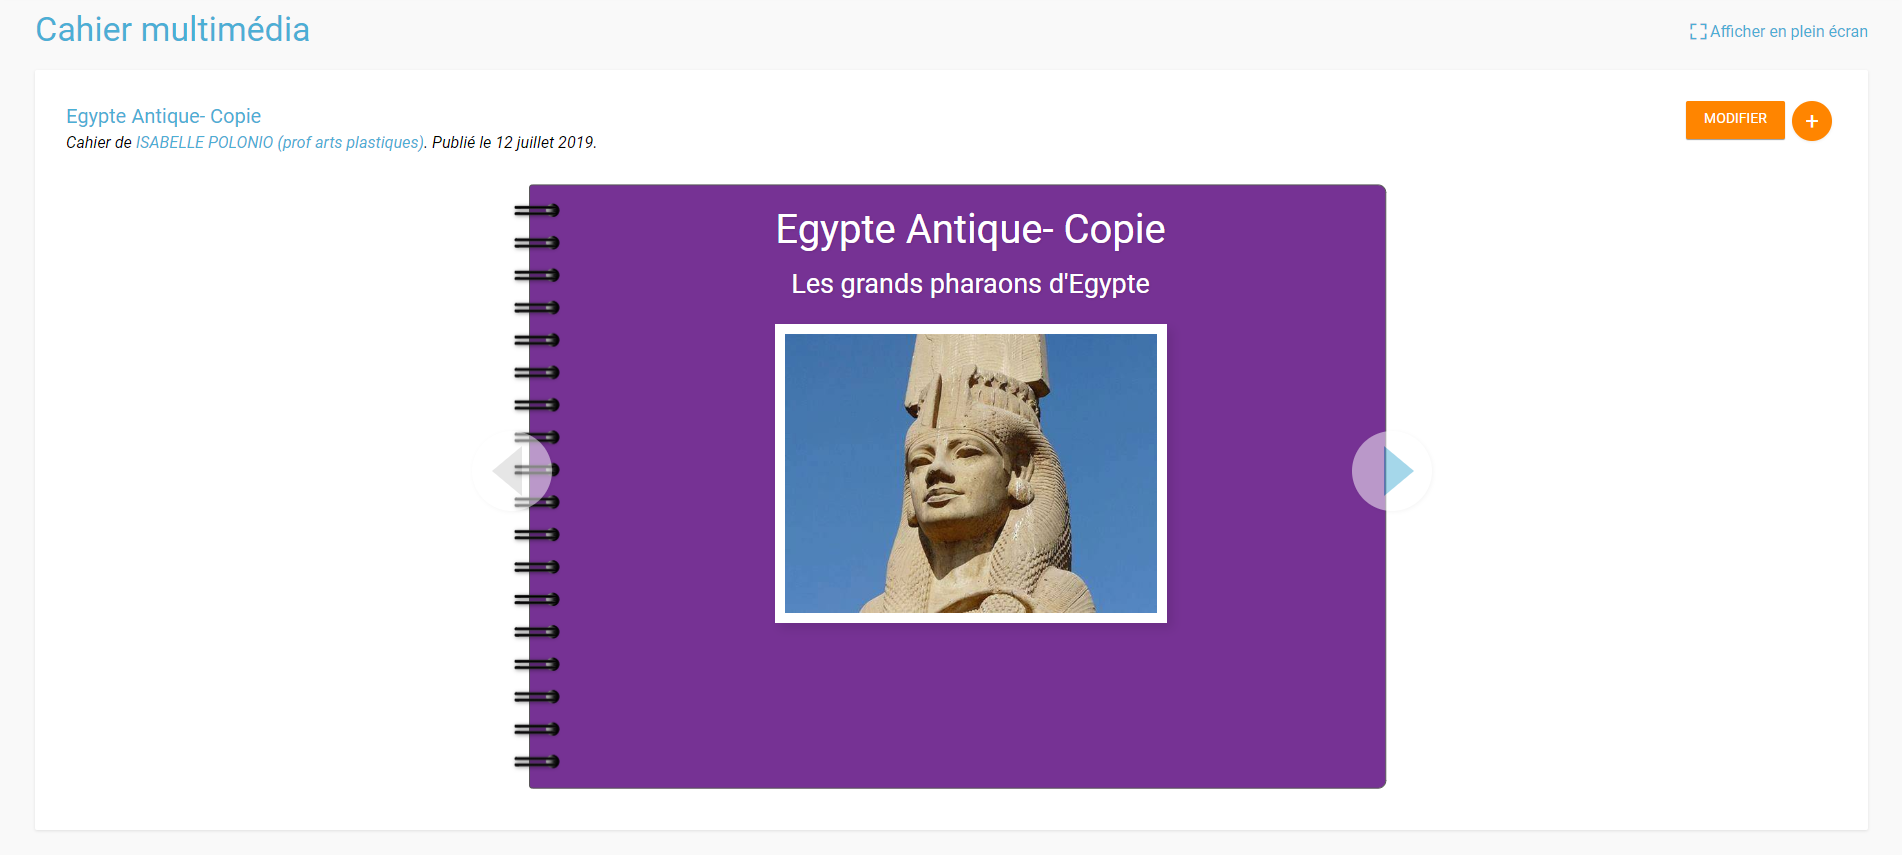 Cahier multimédia
Afficher en plein écran
Egypte Antique- Copie
Cahier de ISABELLE POLONIO (prof arts plastiques). Publié le 12 juillet 2019.
MODIFIER
+
Egypte Antique- Copie
Les grands pharaons d'Egypte